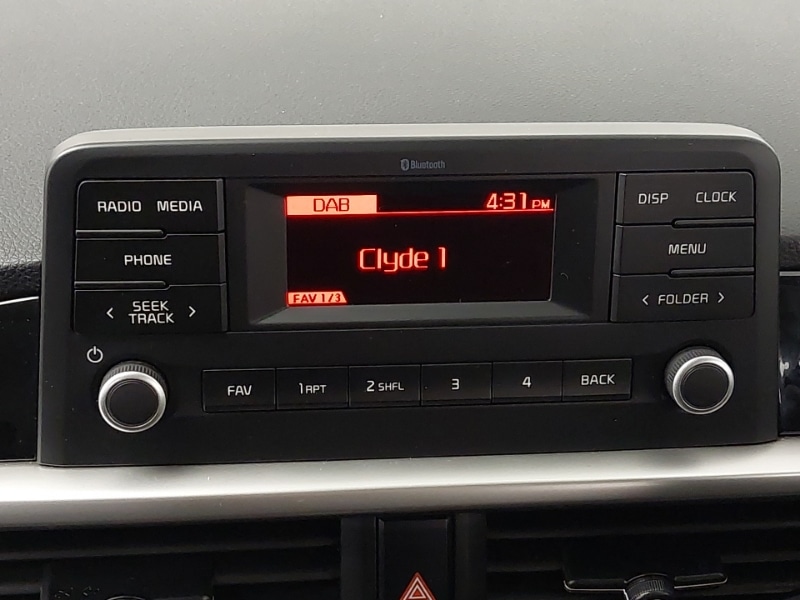 Bluetooth
RADIO MEDIA
DAB 4:31 PM
DISP CLOCK
PHONE
Clyde 1
MENU
< SEEK TRACK >
FAV 1/3
< FOLDER >
FAV 1 RPT 2 SHFL 3 4 BACK